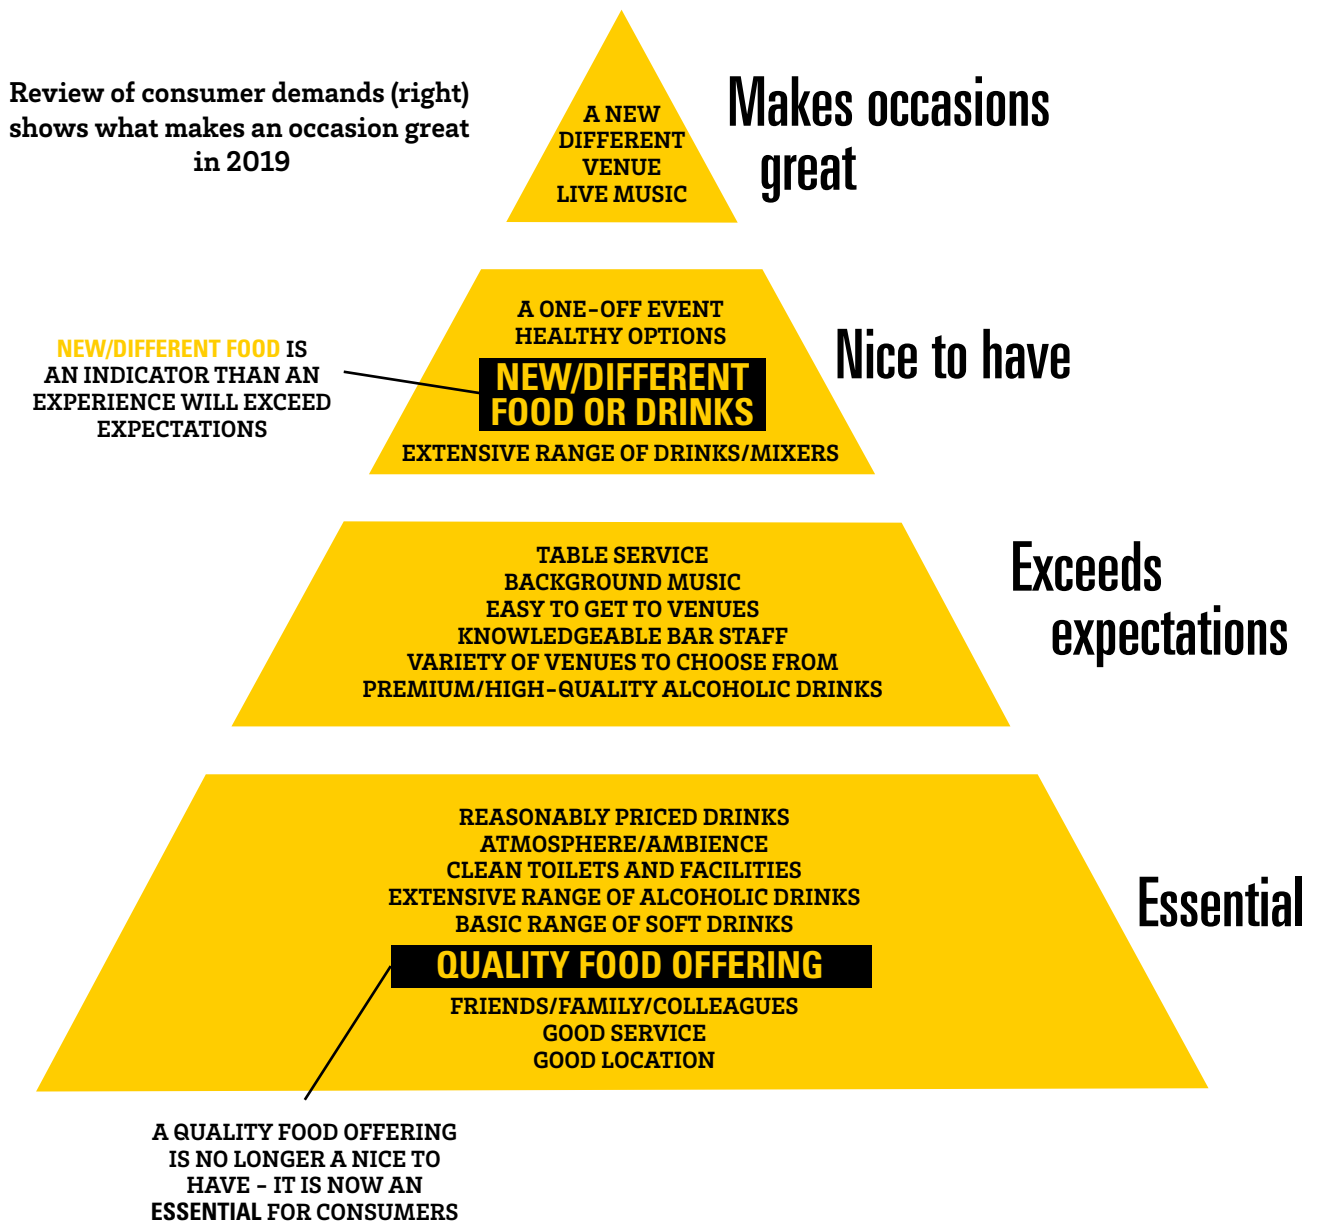 Review of consumer demands (right)
shows what makes an occasion great
in 2019
A NEW
DIFFERENT
VENUE
LIVE MUSIC
Makes occasions
great
A ONE-OFF EVENT
HEALTHY OPTIONS
NEW/DIFFERENT
FOOD OR DRINKS
EXTENSIVE RANGE OF DRINKS/MIXERS
Nice to have
NEW/DIFFERENT FOOD IS
AN INDICATOR THAN AN
EXPERIENCE WILL EXCEED
EXPECTATIONS
TABLE SERVICE
BACKGROUND MUSIC
EASY TO GET TO VENUES
KNOWLEDGEABLE BAR STAFF
VARIETY OF VENUES TO CHOOSE FROM
PREMIUM/HIGH-QUALITY ALCOHOLIC DRINKS
Exceeds
expectations
REASONABLY PRICED DRINKS
ATMOSPHERE/AMBIENCE
CLEAN TOILETS AND FACILITIES
EXTENSIVE RANGE OF ALCOHOLIC DRINKS
BASIC RANGE OF SOFT DRINKS
QUALITY FOOD OFFERING
FRIENDS/FAMILY/COLLEAGUES
GOOD SERVICE
GOOD LOCATION
Essential
A QUALITY FOOD OFFERING
IS NO LONGER A NICE TO
HAVE - IT IS NOW AN
ESSENTIAL FOR CONSUMERS